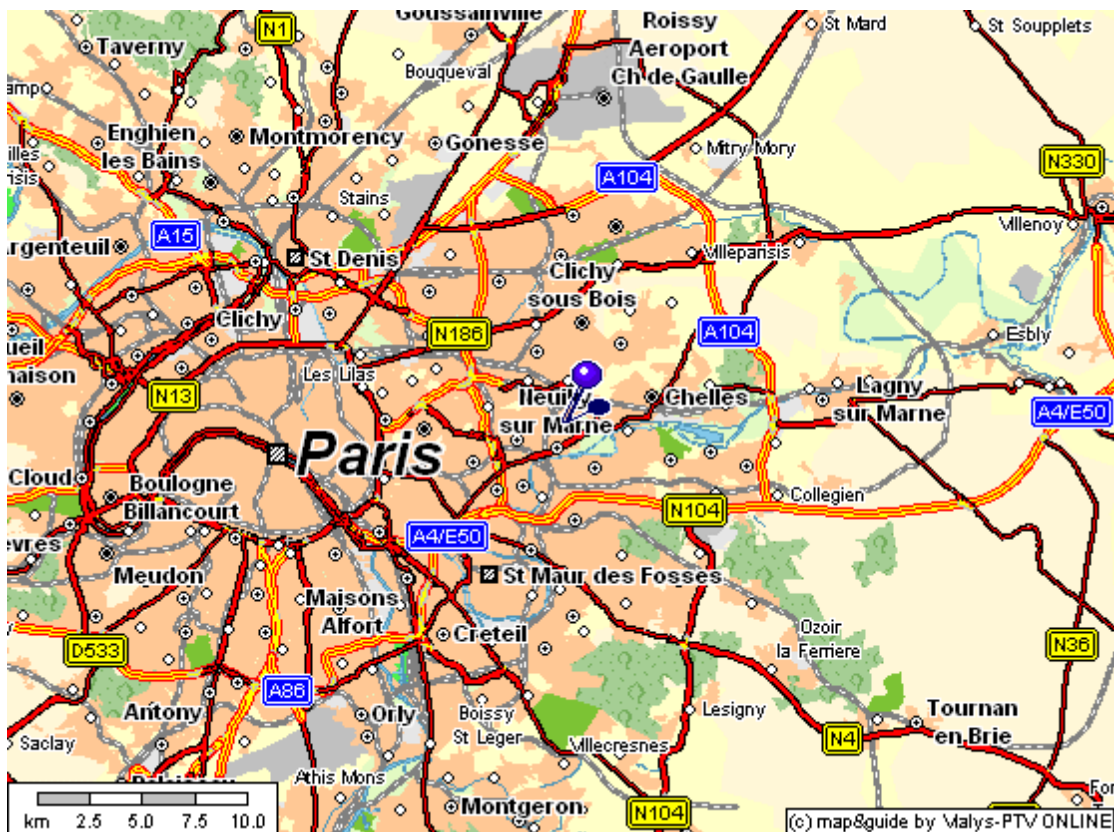 Goussainville
N1
Roissy
Aeroport
Ch de Gaulle
St Mard
St Soupplets
Taverny
Bouqueval
Enghien
les Bains
Montmorency
Gonesse
Mitry Mory
N330
A104
Stains
Villenoy
A15
St Denis
Villeparisis
Clichy
sous Bois
Clichy
N186
A104
Esbly
Les Lilas
N13
Neuilly
sur Marne
Chelles
Lagny
sur Marne
A4/E50
Paris
Cloud
Boulogne
Billancourt
N104
Collegien
A4/E50
Meudon
St Maur des Fosses
Maisons
Alfort
Creteil
Ozoir
la Ferriere
D533
N36
A86
Antony
Orly
Boissy
St Leger
Lesigny
Tournan
en Brie
Saclay
Villecresnes
N4
Athis Mons
Montgeron
N104
km 2.5 5.0 7.5 10.0
(c) map&guide by Malys-PTV ONLINE